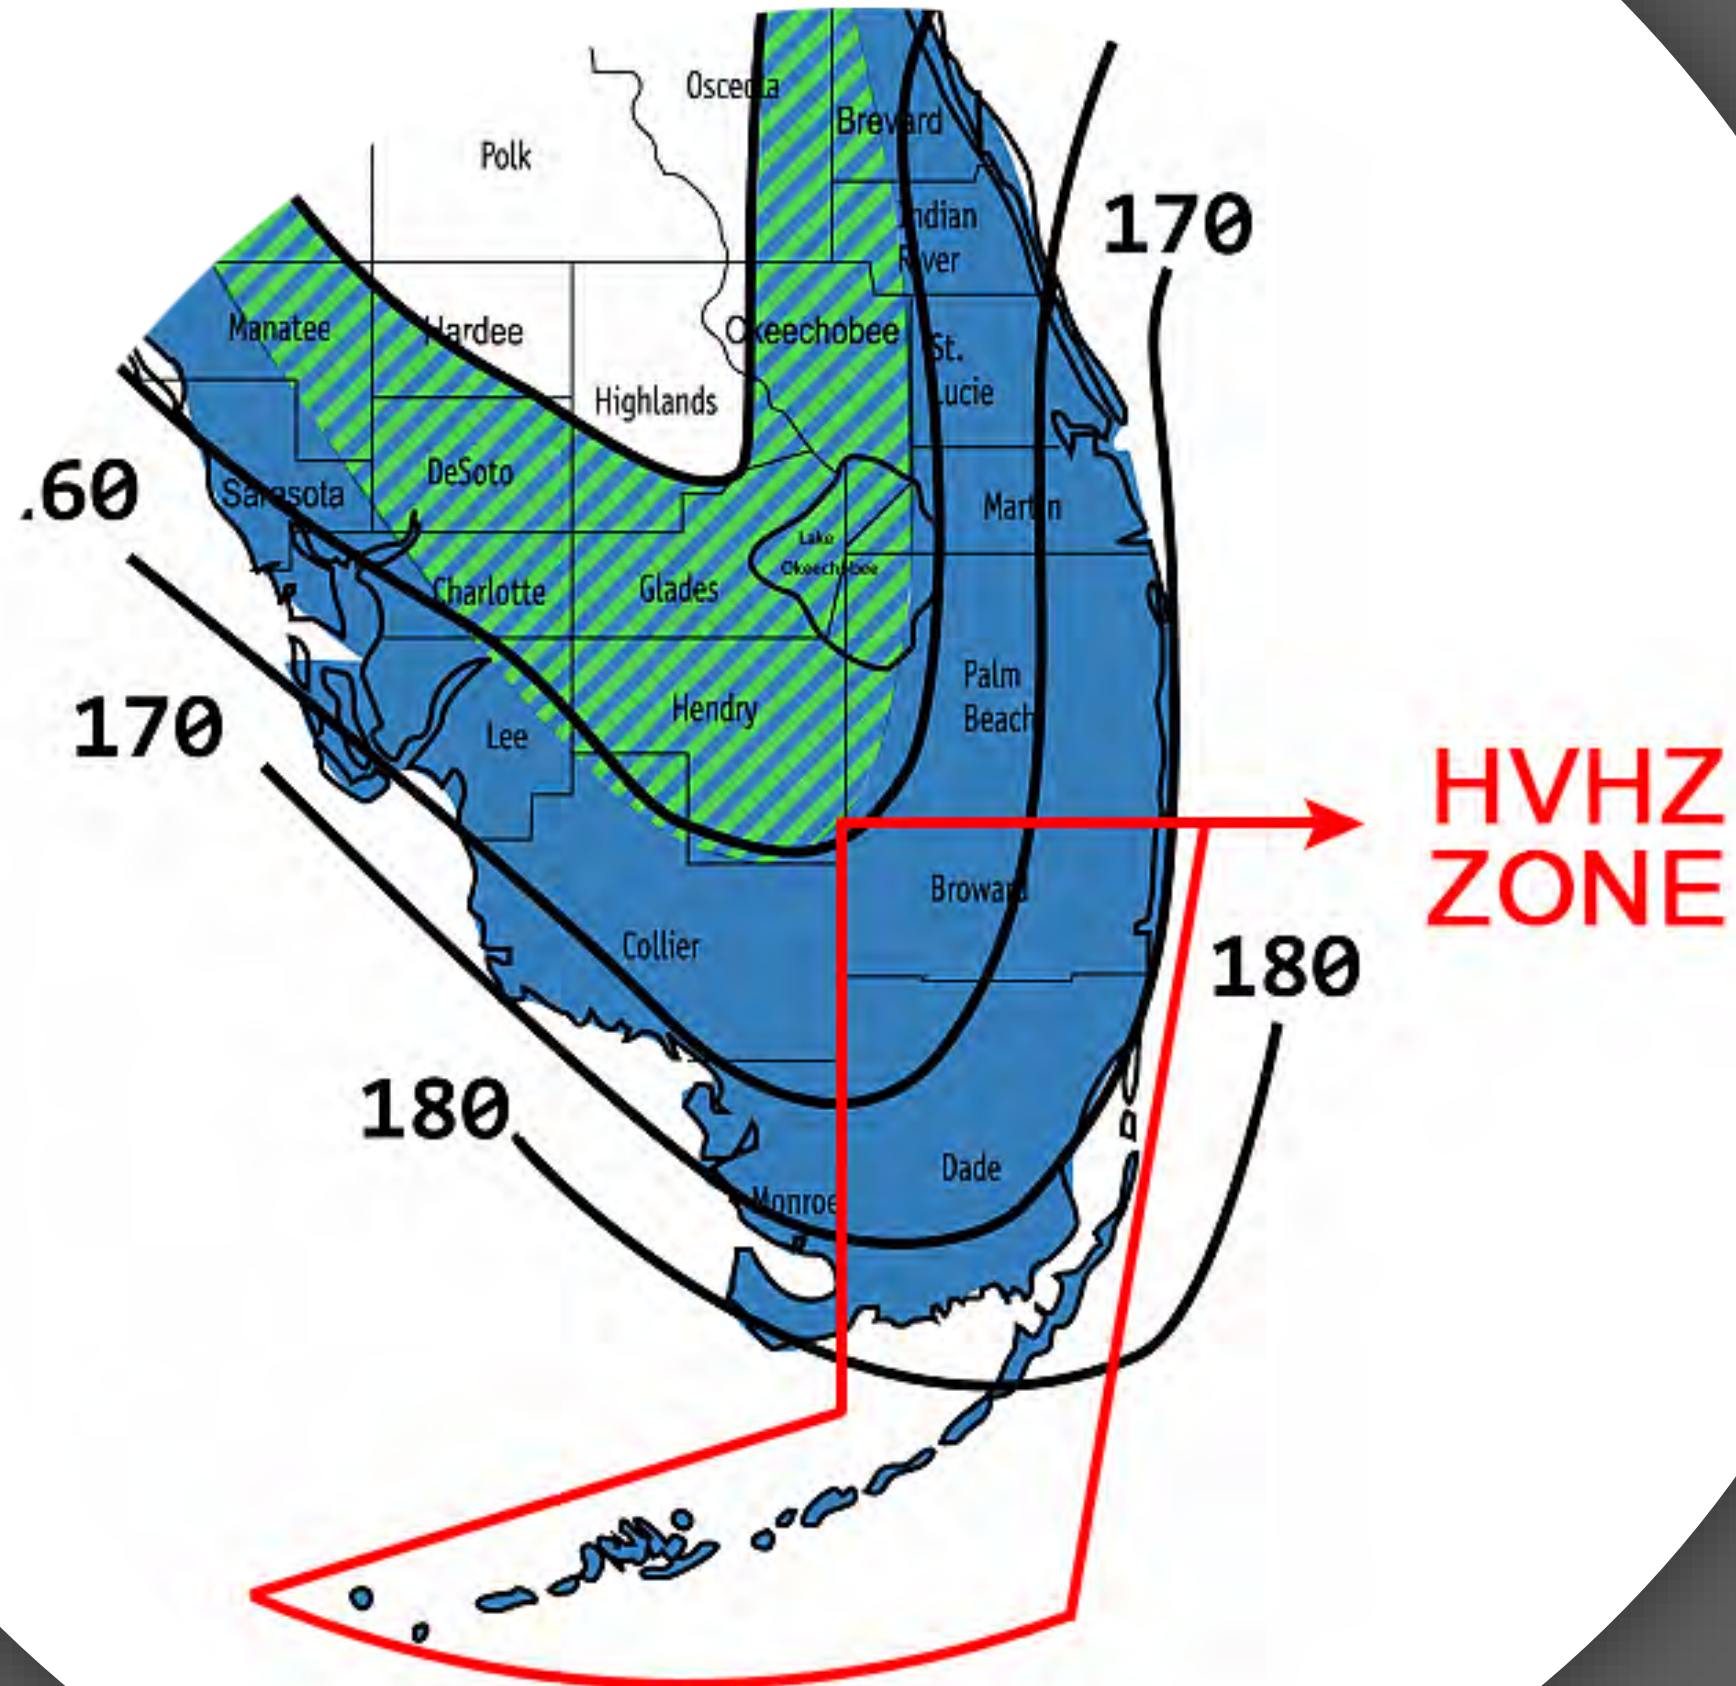 Osceola
Brevard
Polk
Indian
River
170
Manatee
Hardee
Okeechobee
St.
Lucie
Highlands
DeSoto
.60
Sarasota
Martin
Lake
Okeechobee
Charlotte
Glades
Palm
Beach
170
Hendry
Lee
HVHZ
ZONE
Broward
Collier
180
180
Dade
Monroe